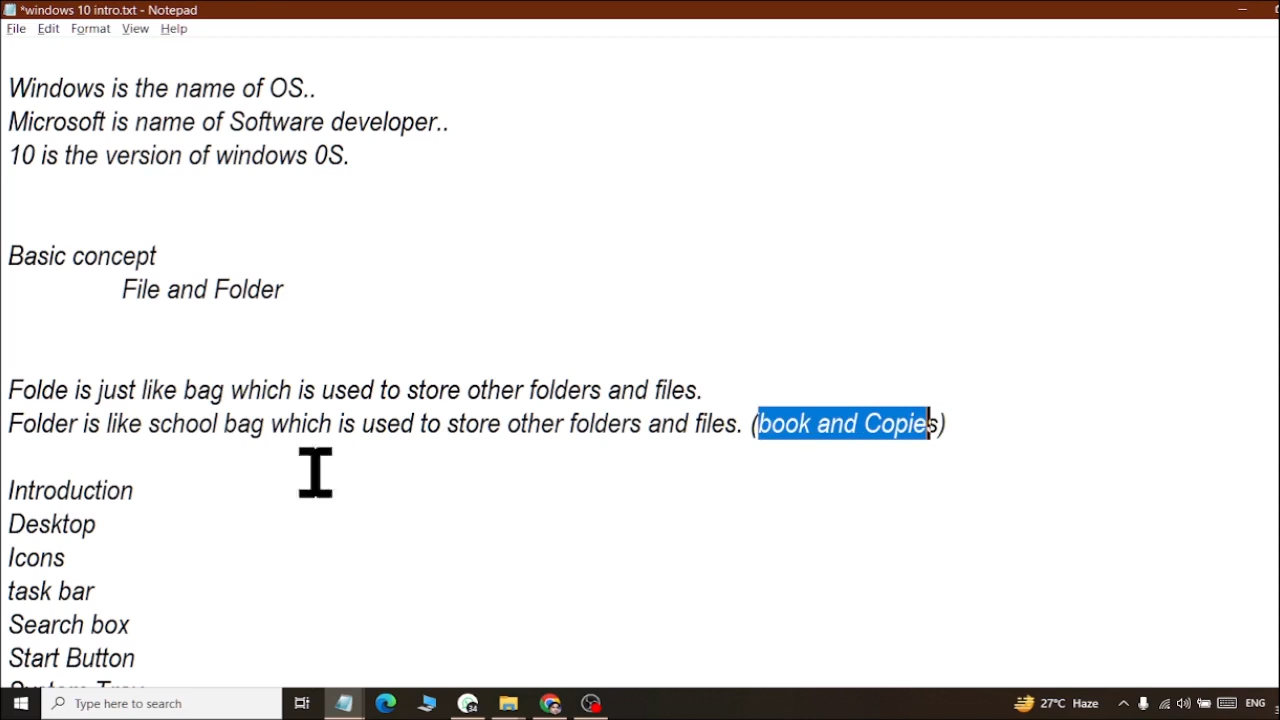 *windows 10 intro.txt - Notepad
File Edit Format View Help
Windows is the name of OS..
Microsoft is name of Software developer..
10 is the version of windows 0S.
Basic concept
File and Folder
Folde is just like bag which is used to store other folders and files.
Folder is like school bag which is used to store other folders and files. (book and Copies)
Introduction
Desktop
Icons
task bar
Search box
Start Button
Type here to search
27°C Haze
ENG